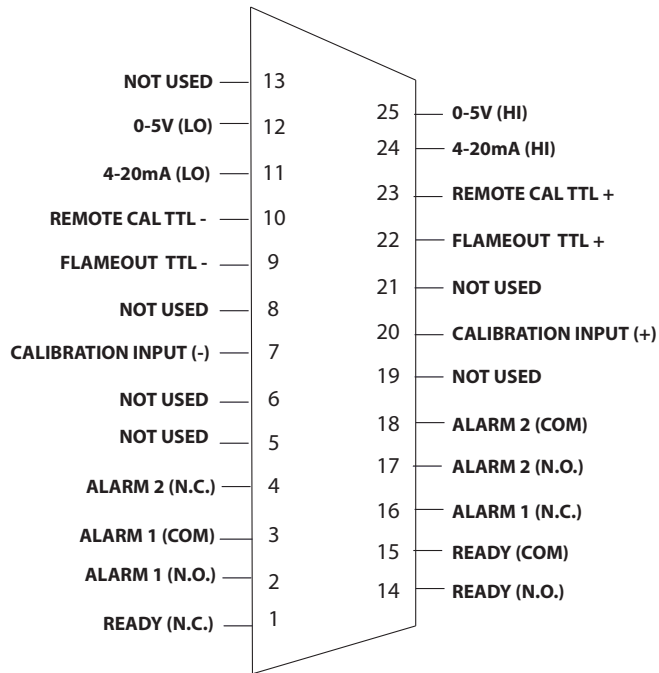 NOT USED 13
0-5V (LO) 12
4-20mA (LO) 11
REMOTE CAL TTL - 10
FLAMEOUT TTL - 9
NOT USED 8
CALIBRATION INPUT (-) 7
NOT USED 6
NOT USED 5
ALARM 2 (N.C.) 4
ALARM 1 (COM) 3
ALARM 1 (N.O.) 2
READY (N.C.) 1
25 0-5V (HI)
24 4-20mA (HI)
23 REMOTE CAL TTL +
22 FLAMEOUT TTL +
21 NOT USED
20 CALIBRATION INPUT (+)
19 NOT USED
18 ALARM 2 (COM)
17 ALARM 2 (N.O.)
16 ALARM 1 (N.C.)
15 READY (COM)
14 READY (N.O.)